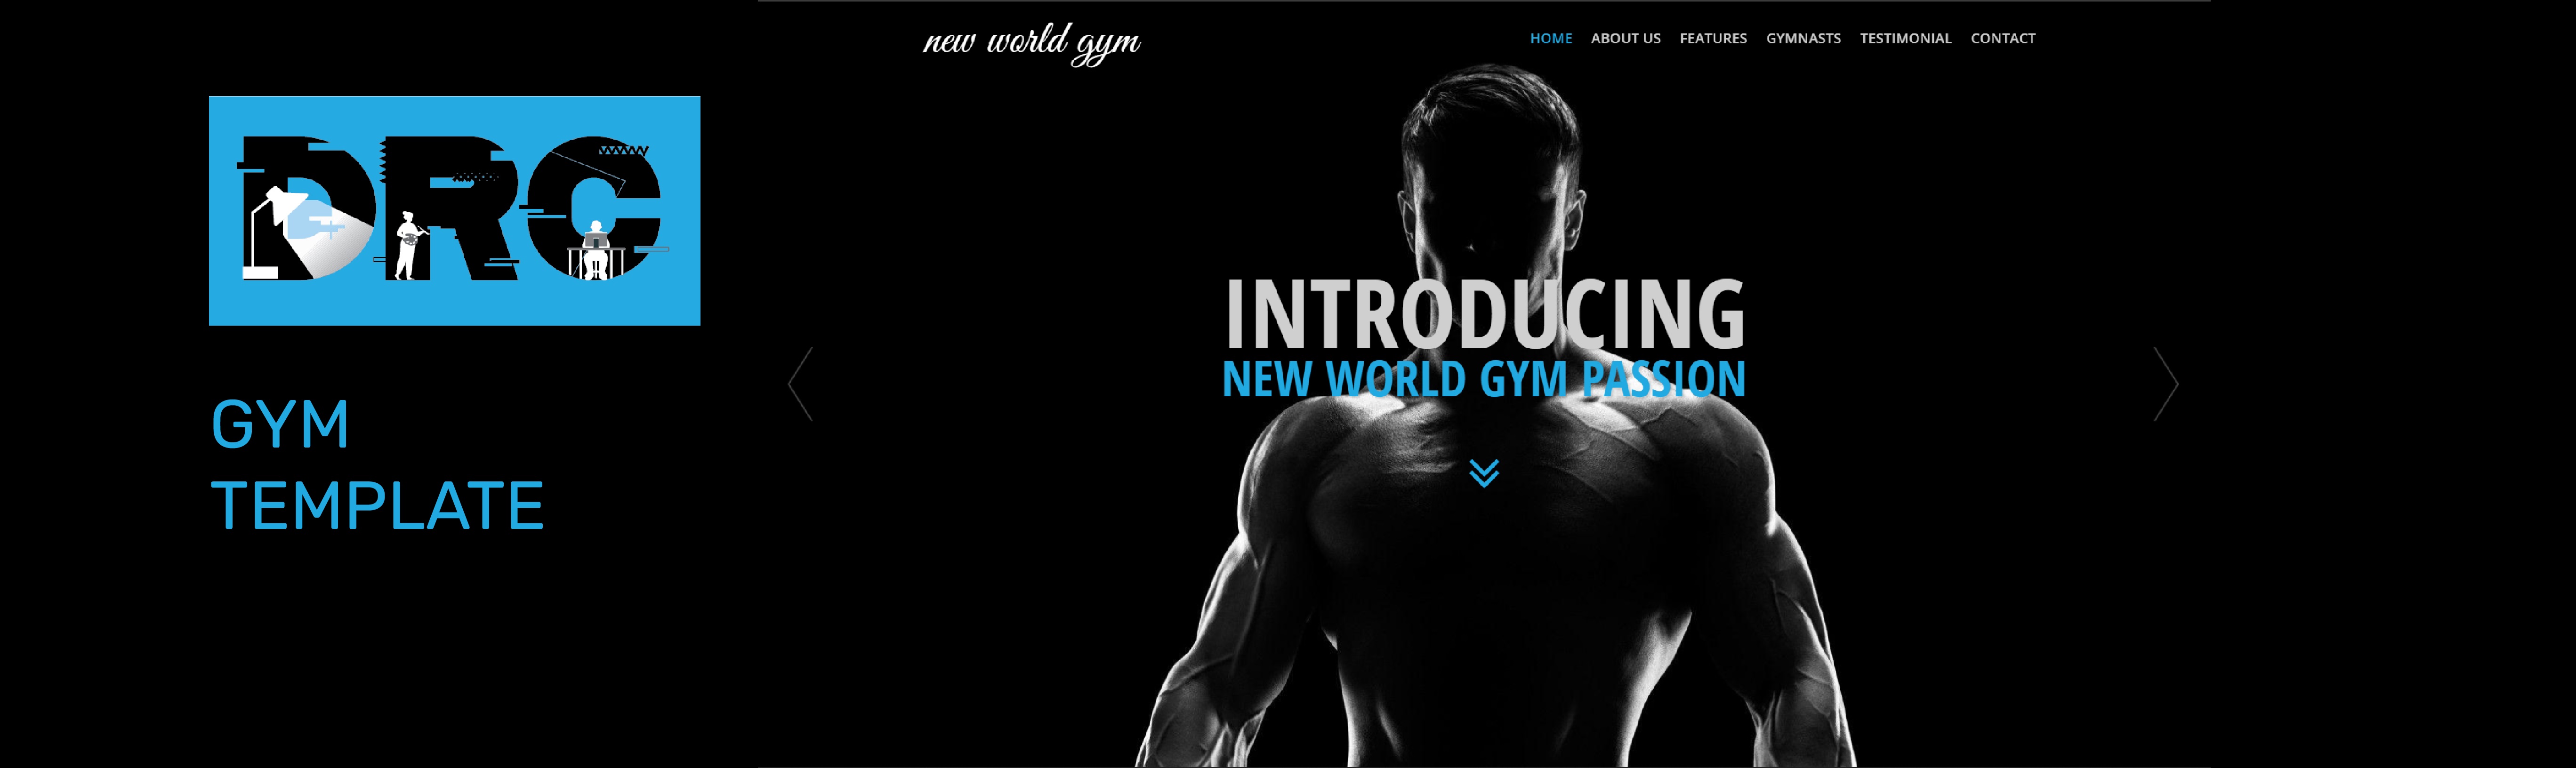 DRC
GYM
TEMPLATE
new world gym
HOME ABOUT US FEATURES GYMNASTS TESTIMONIAL CONTACT
INTRODUCING
NEW WORLD GYM PASSION